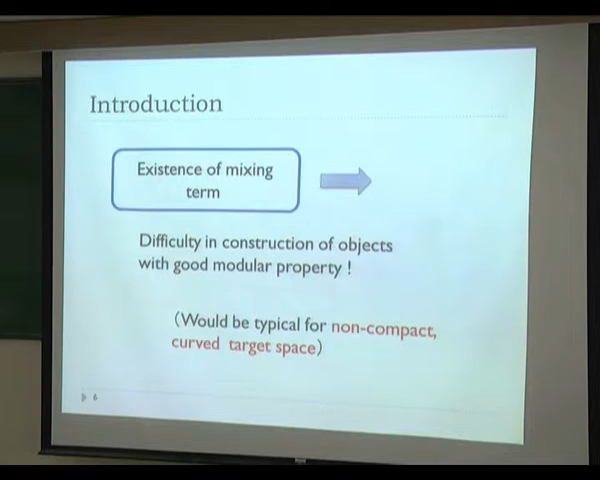 Introduction
Existence of mixing
term
Difficulty in construction of objects
with good modular property !
(Would be typical for non-compact,
curved target space)
6